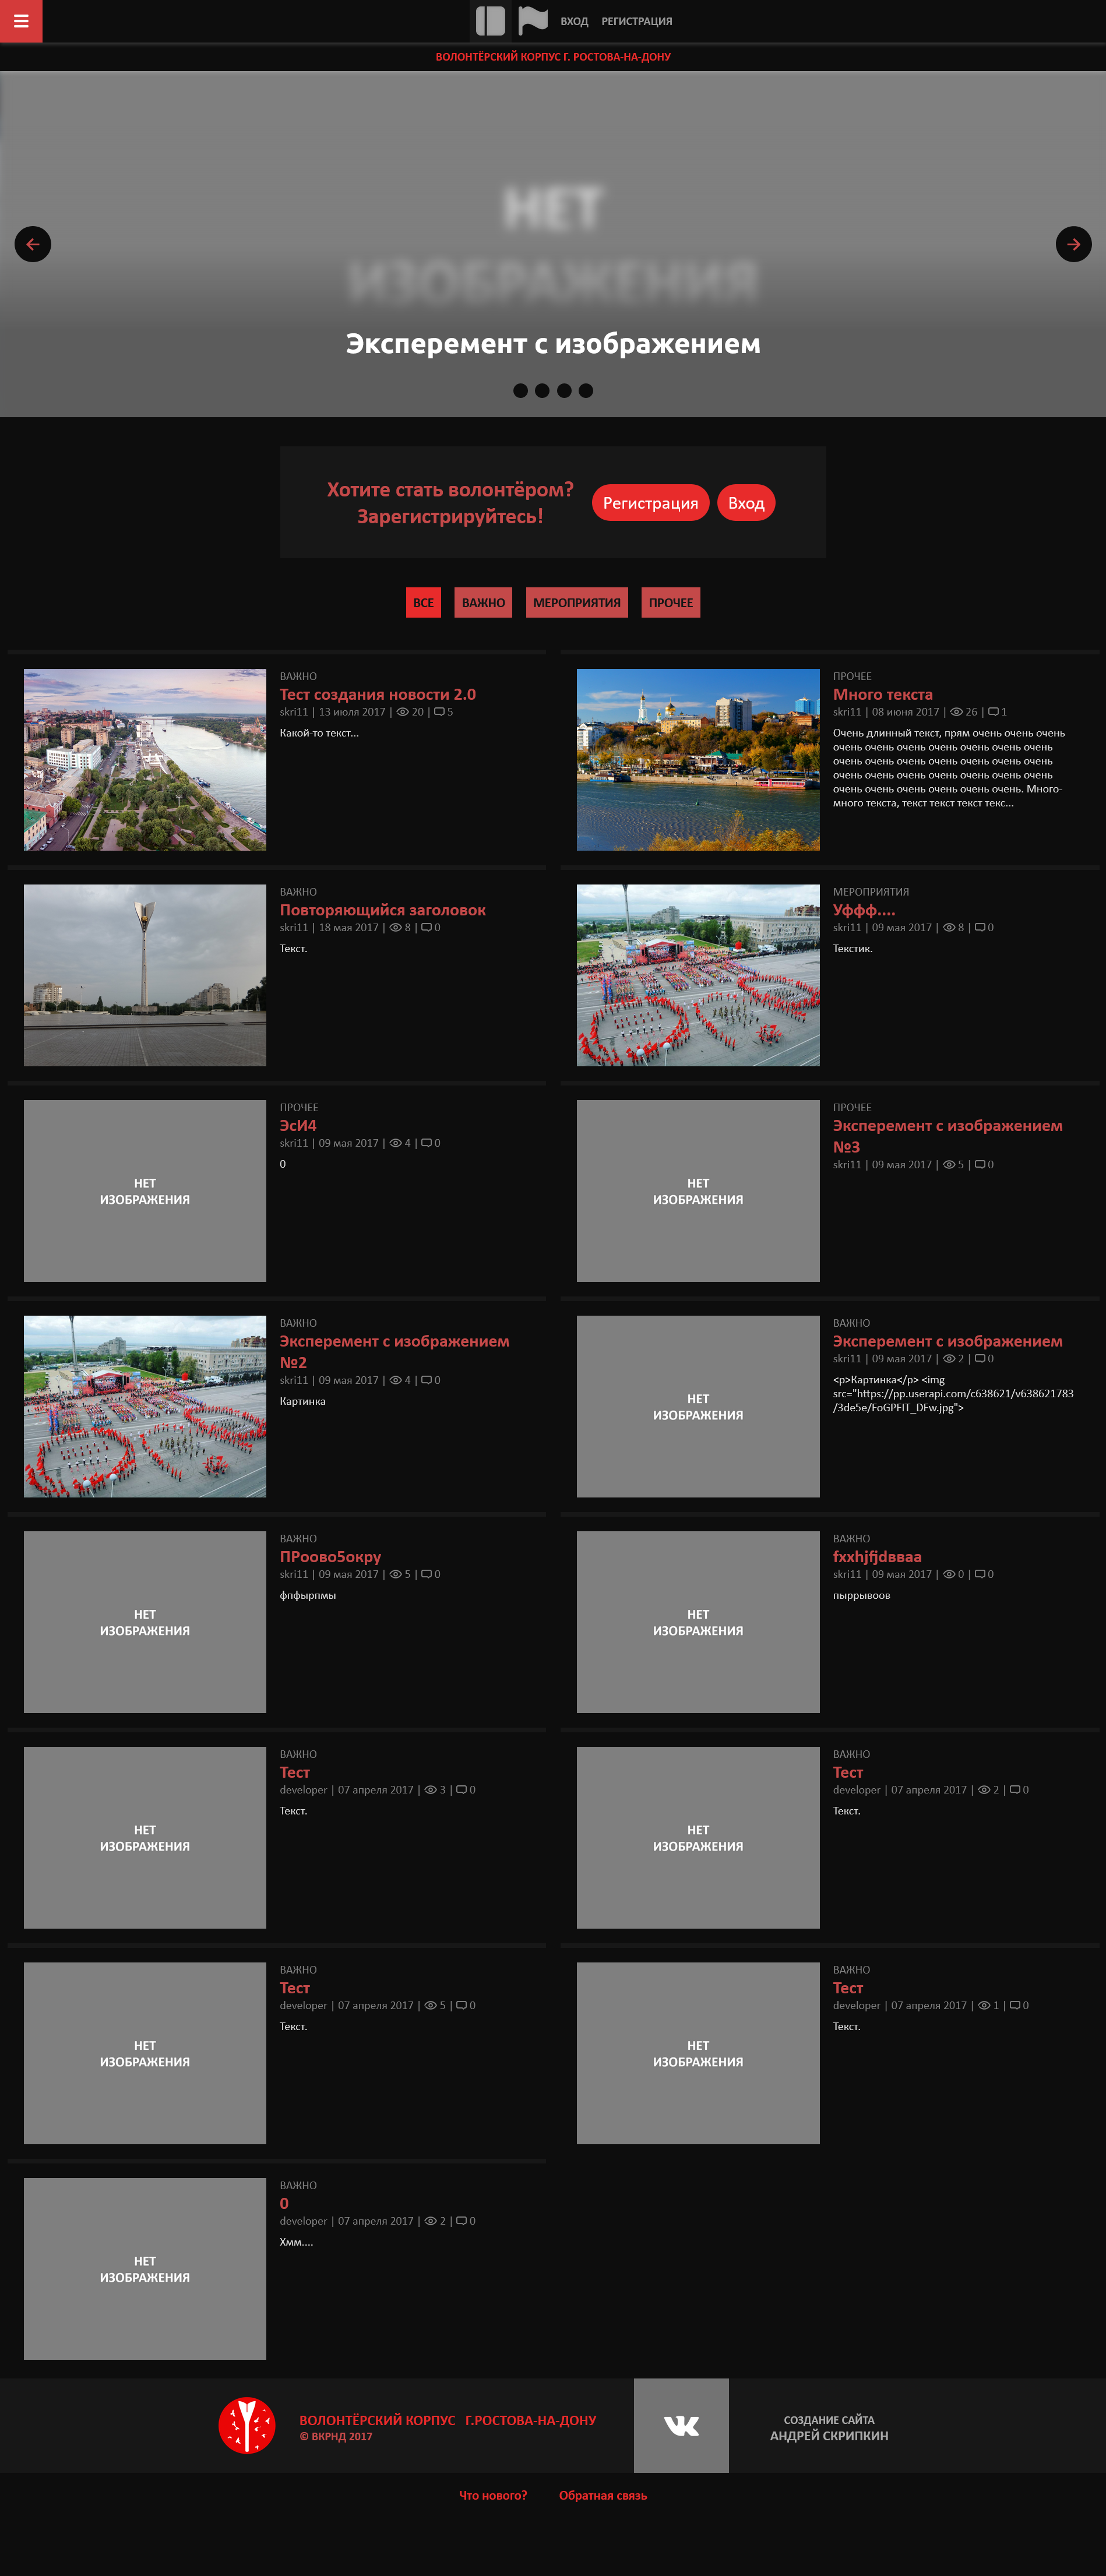 ВХОД РЕГИСТРАЦИЯ
ВОЛОНТЁРСКИЙ КОРПУС Г. РОСТОВА-НА-ДОНУ
НЕТ
ИЗОБРАЖЕНИЯ
Эксперемент с изображением
Хотите стать волонтёром?
Зарегистрируйтесь!
Регистрация Вход
ВСЕ ВАЖНО МЕРОПРИЯТИЯ ПРОЧЕЕ
ВАЖНО
Тест создания новости 2.0
skri11 | 13 июля 2017 | 20 | 5
Какой-то текст...
ПРОЧЕЕ
Много текста
skri11 | 08 июня 2017 | 26 | 1
Очень длинный текст, прям очень очень очень
очень очень очень очень очень очень очень
очень очень очень очень очень очень очень
очень очень очень очень очень очень очень
очень очень очень очень очень очень. Много-
много текста, текст текст текст текс...
ВАЖНО
Повторяющийся заголовок
skri11 | 18 мая 2017 | 8 | 0
Текст.
МЕРОПРИЯТИЯ
Уффф....
skri11 | 09 мая 2017 | 8 | 0
Текстик.
НЕТ
ИЗОБРАЖЕНИЯ
ПРОЧЕЕ
ЭсИ4
skri11 | 09 мая 2017 | 4 | 0
0
НЕТ
ИЗОБРАЖЕНИЯ
ПРОЧЕЕ
Эксперемент с изображением
№3
skri11 | 09 мая 2017 | 5 | 0
ВАЖНО
Эксперемент с изображением
№2
skri11 | 09 мая 2017 | 4 | 0
Картинка
НЕТ
ИЗОБРАЖЕНИЯ
ВАЖНО
Эксперемент с изображением
skri11 | 09 мая 2017 | 2 | 0
<p>Картинка</p> <img
src="https://pp.userapi.com/c638621/v638621783
/3de5e/FoGPFIT_DFw.jpg">
НЕТ
ИЗОБРАЖЕНИЯ
ВАЖНО
ПРоово5окру
skri11 | 09 мая 2017 | 5 | 0
фпфырпмы
НЕТ
ИЗОБРАЖЕНИЯ
ВАЖНО
fxxhjfjdвваа
skri11 | 09 мая 2017 | 0 | 0
пыррывоов
НЕТ
ИЗОБРАЖЕНИЯ
ВАЖНО
Тест
developer | 07 апреля 2017 | 3 | 0
Текст.
НЕТ
ИЗОБРАЖЕНИЯ
ВАЖНО
Тест
developer | 07 апреля 2017 | 2 | 0
Текст.
НЕТ
ИЗОБРАЖЕНИЯ
ВАЖНО
Тест
developer | 07 апреля 2017 | 5 | 0
Текст.
НЕТ
ИЗОБРАЖЕНИЯ
ВАЖНО
Тест
developer | 07 апреля 2017 | 1 | 0
Текст.
НЕТ
ИЗОБРАЖЕНИЯ
ВАЖНО
0
developer | 07 апреля 2017 | 2 | 0
Хмм....
ВОЛОНТЁРСКИЙ КОРПУС Г.РОСТОВА-НА-ДОНУ
© ВКРНД 2017
СОЗДАНИЕ САЙТА
АНДРЕЙ СКРИПКИН
Что нового? Обратная связь